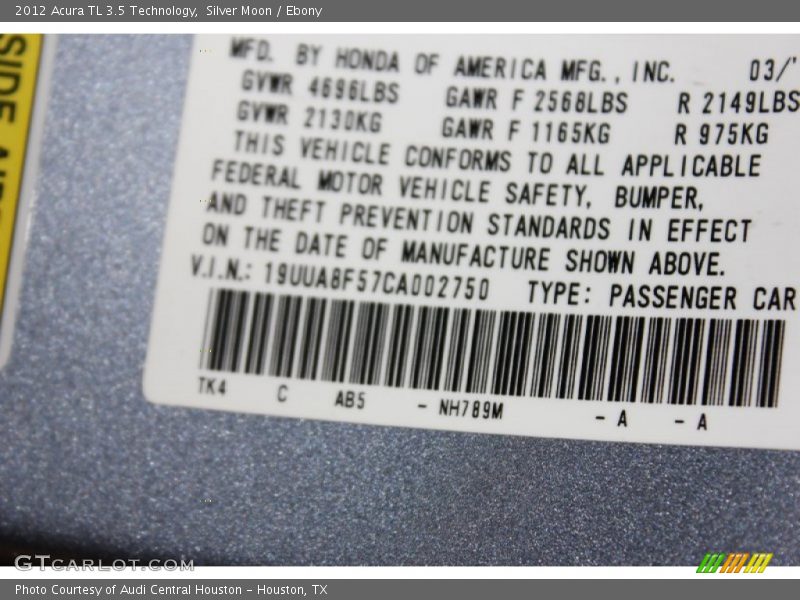 2012 Acura TL 3.5 Technology, Silver Moon / Ebony
SIDE
MFD. BY HONDA OF AMERICA MFG., INC. 03/'
GVWR 4696LBS GAWR F 2568LBS R 2149LBS
GVWR 2130KG GAWR F 1165KG R 975KG
THIS VEHICLE CONFORMS TO ALL APPLICABLE
FEDERAL MOTOR VEHICLE SAFETY, BUMPER,
AND THEFT PREVENTION STANDARDS IN EFFECT
ON THE DATE OF MANUFACTURE SHOWN ABOVE.
V.I.N.: 19UUA8F57CA002750 TYPE: PASSENGER CAR
TK4 C AB5 - NH789M - A - A
GTCARLOT.COM
Photo Courtesy of Audi Central Houston - Houston, TX